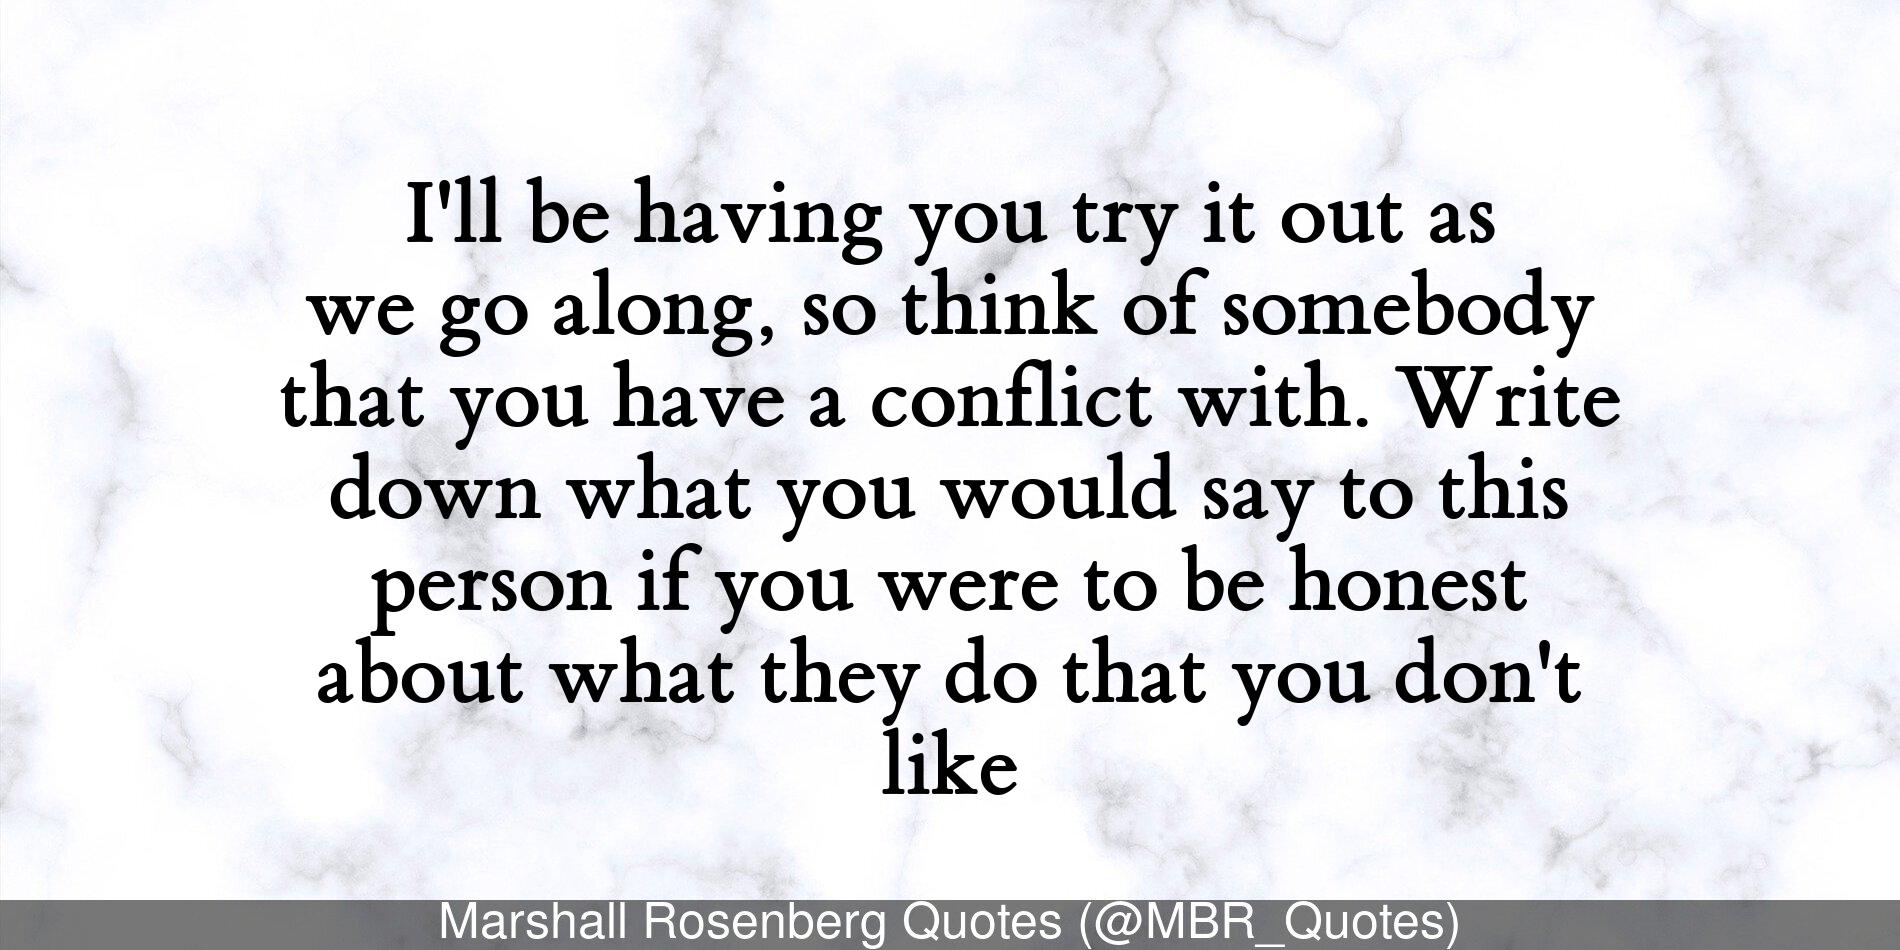 I'll be having you try it out as
we go along, so think of somebody
that you have a conflict with. Write
down what you would say to this
person if you were to be honest
about what they do that you don't
like
Marshall Rosenberg Quotes (@MBR_Quotes)